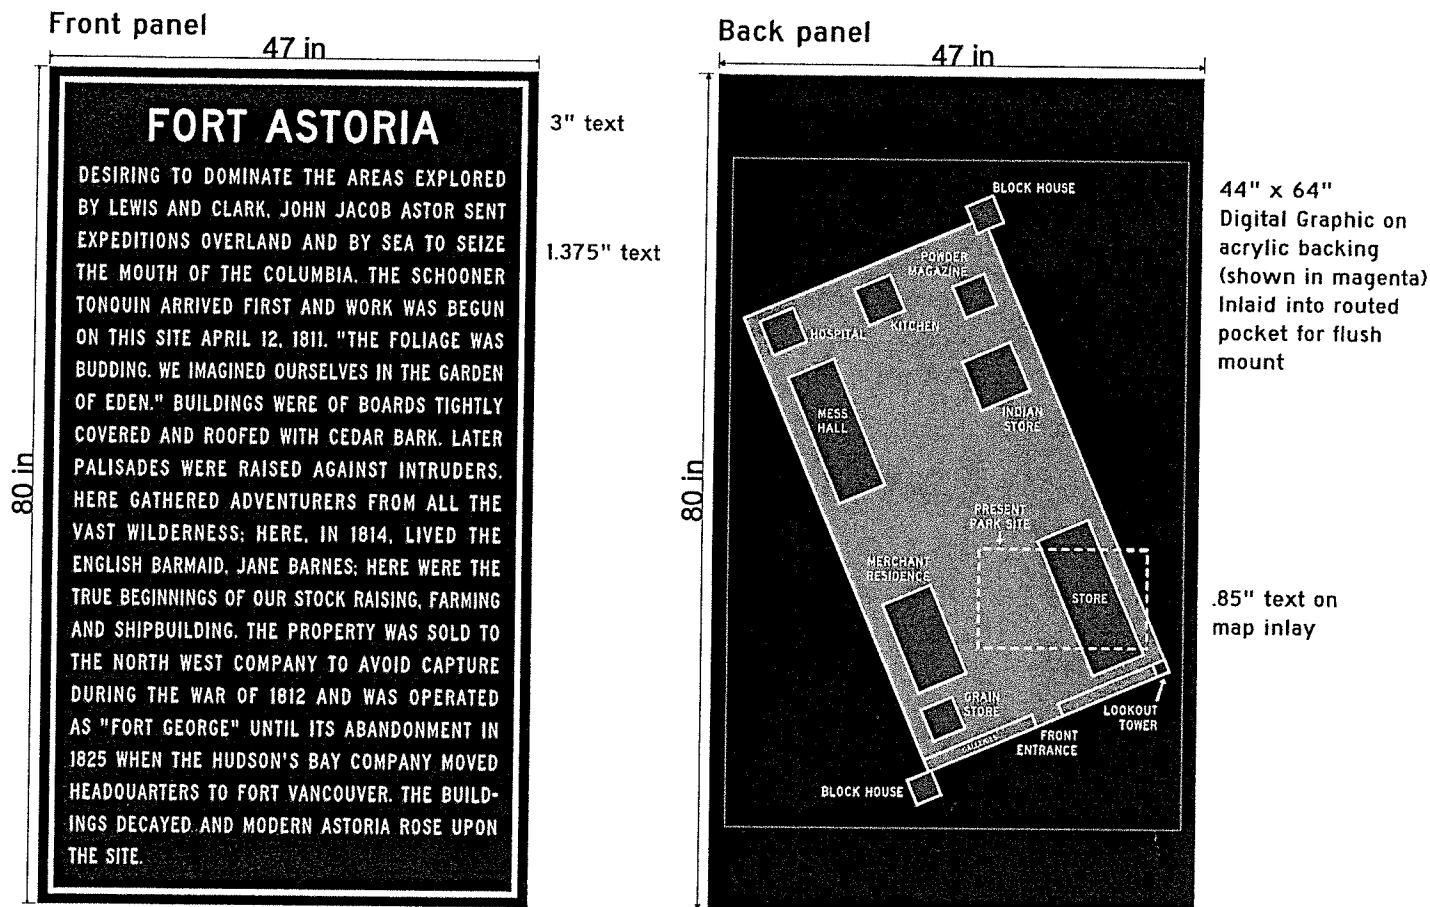 Front panel
47 in
80 in
FORT ASTORIA
DESIRING TO DOMINATE THE AREAS EXPLORED
BY LEWIS AND CLARK, JOHN JACOB ASTOR SENT
EXPEDITIONS OVERLAND AND BY SEA TO SEIZE
THE MOUTH OF THE COLUMBIA. THE SCHOONER
TONQUIN ARRIVED FIRST AND WORK WAS BEGUN
ON THIS SITE APRIL 12, 1811. "THE FOLIAGE WAS
BUDDING. WE IMAGINED OURSELVES IN THE GARDEN
OF EDEN." BUILDINGS WERE OF BOARDS TIGHTLY
COVERED AND ROOFED WITH CEDAR BARK. LATER
PALISADES WERE RAISED AGAINST INTRUDERS.
HERE GATHERED ADVENTURERS FROM ALL THE
VAST WILDERNESS; HERE, IN 1814, LIVED THE
ENGLISH BARMAID, JANE BARNES; HERE WERE THE
TRUE BEGINNINGS OF OUR STOCK RAISING, FARMING
AND SHIPBUILDING. THE PROPERTY WAS SOLD TO
THE NORTH WEST COMPANY TO AVOID CAPTURE
DURING THE WAR OF 1812 AND WAS OPERATED
AS "FORT GEORGE" UNTIL ITS ABANDONMENT IN
1825 WHEN THE HUDSON'S BAY COMPANY MOVED
HEADQUARTERS TO FORT VANCOUVER. THE BUILD-
INGS DECAYED AND MODERN ASTORIA ROSE UPON
THE SITE.
3" text
1.375" text
Back panel
47 in
80 in
BLOCK HOUSE
POWDER
MAGAZINE
KITCHEN
HOSPITAL
MESS
HALL
INDIAN
STORE
PRESENT
PARK SITE
MERCHANT
RESIDENCE
STORE
GRAIN
STORE
GALLERIES
FRONT
ENTRANCE
LOOKOUT
TOWER
BLOCK HOUSE
44" x 64"
Digital Graphic on
acrylic backing
(shown in magenta)
Inlaid into routed
pocket for flush
mount
.85" text on
map inlay